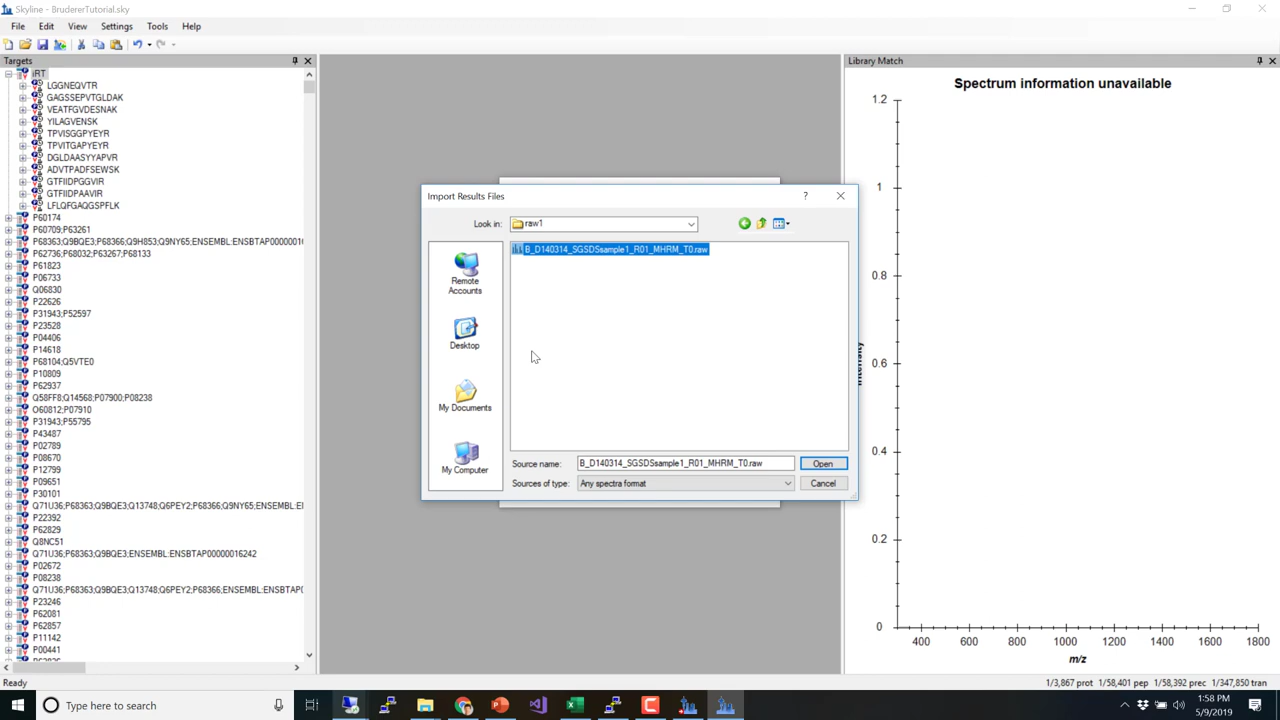 Skyline - BrudererTutorial.sky
File Edit View Settings Tools Help
Targets
iRT
LGGNEQVTR
GAGSSEPVTGLDAK
VEATFGVDESNAK
YILAGVENSK
TPVISGGPYEYR
TPVITGAPYEYR
DGLDAASYYAPVR
ADVTPADFSEWSK
GTFIIDPGGVIR
GTFIIDPAAVIR
LFLQFGAQGSPFLK
P60174
P60709;P63261
P68363;Q9BQE3;P68366;Q9H853;Q9NY65;ENSEMBL:ENSBTAP0000001
P62736;P68032;P63267;P68133
P61823
P06733
Q06830
P22626
P31943;P52597
P23528
P04406
P14618
P68104;Q5VTE0
P10809
P62937
Q58FF8;Q14568;P07900;P08238
O60812;P07910
P31943;P55795
P43487
P02789
P08670
P12799
P09651
P30101
Q71U36;P68363;Q9BQE3;Q13748;Q6PEY2;P68366;Q9NY65;ENSEMBL:EI
P22392
P62829
Q8NC51
Q71U36;P68363;Q9BQE3;ENSEMBL:ENSBTAP00000016242
P02672
P08238
Q71U36;P68363;Q9BQE3;Q13748;Q6PEY2;P68366;ENSEMBL:ENSBTAP0
P23246
P62081
P62857
P11142
P00441
Import Results Files
?
Look in: raw1
B_D140314_SGSDSsample1_R01_MHRM_T0.raw
Remote Accounts
Desktop
My Documents
My Computer
Source name: B_D140314_SGSDSsample1_R01_MHRM_T0.raw Open
Sources of type: Any spectra format Cancel
Library Match
Spectrum information unavailable
1.2
1
0.8
0.6
0.4
0.2
0
Intensity
400 600 800 1000 1200 1400 1600 1800
m/z
Ready
1/3,867 prot 1/58,401 pep 1/58,392 prec 1/347,850 tran
Type here to search
1:58 PM
5/9/2019